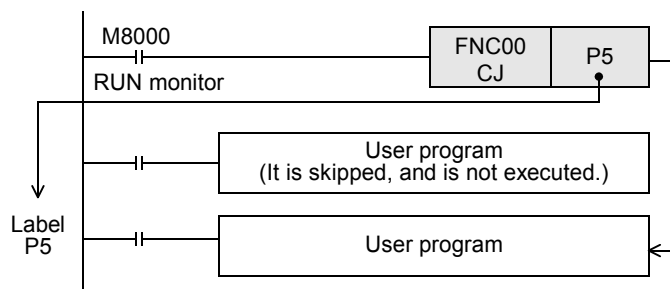 M8000
FNC00
CJ
P5
RUN monitor
User program
(It is skipped, and is not executed.)
Label
P5
User program